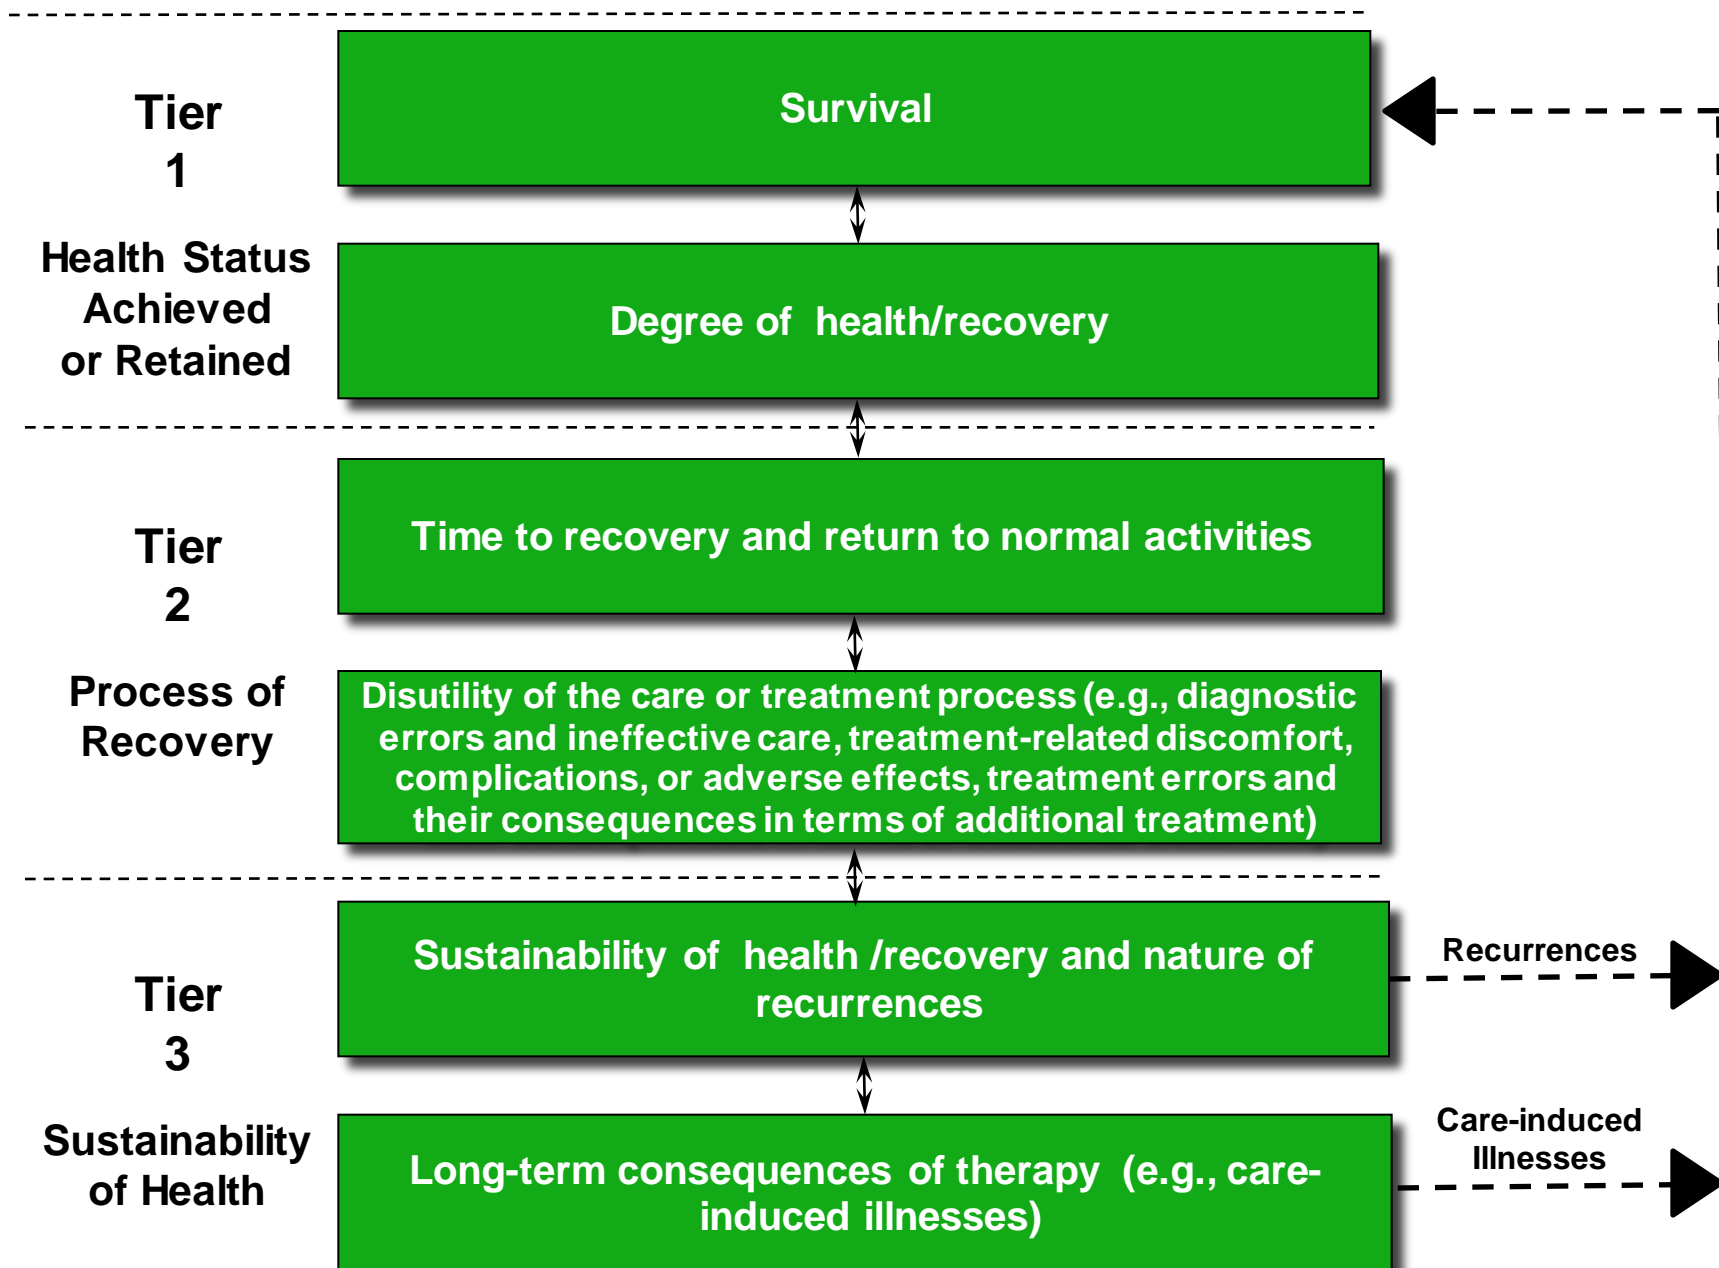 Tier
1
Survival
Health Status
Achieved
or Retained
Degree of health/recovery
Tier
2
Time to recovery and return to normal activities
Process of
Recovery
Disutility of the care or treatment process (e.g., diagnostic
errors and ineffective care, treatment-related discomfort,
complications, or adverse effects, treatment errors and
their consequences in terms of additional treatment)
Tier
3
Sustainability of health /recovery and nature of
recurrences
Recurrences
Sustainability
of Health
Long-term consequences of therapy (e.g., care-
induced illnesses)
Care-induced
Illnesses